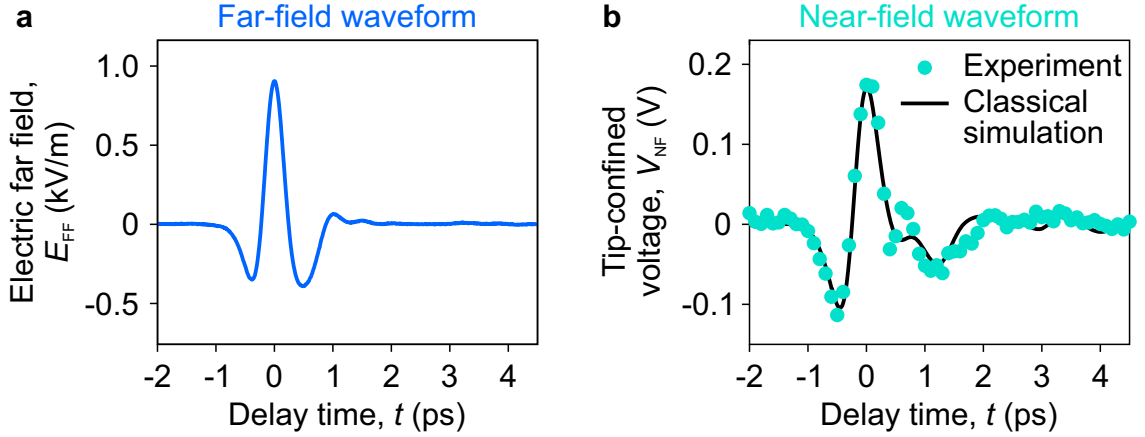 a
Far-field waveform
Electric far field,
E_FF (kV/m)
1.0
0.5
0
-0.5
-2
-1
0
1
2
3
4
Delay time, t (ps)
b
Near-field waveform
Experiment
Classical
simulation
Tip-confined
voltage, V_NF (V)
0.2
0.1
0
-0.1
-2
-1
0
1
2
3
4
Delay time, t (ps)